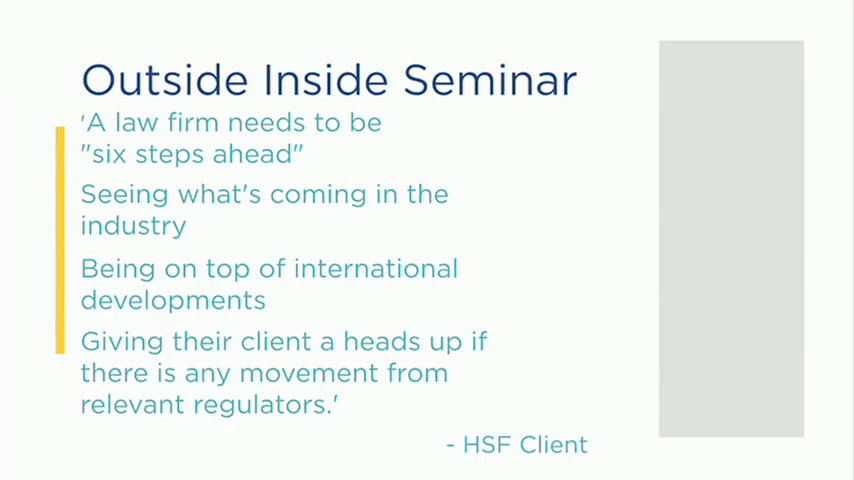 Outside Inside Seminar
'A law firm needs to be
"six steps ahead"
Seeing what's coming in the
industry
Being on top of international
developments
Giving their client a heads up if
there is any movement from
relevant regulators.'
- HSF Client